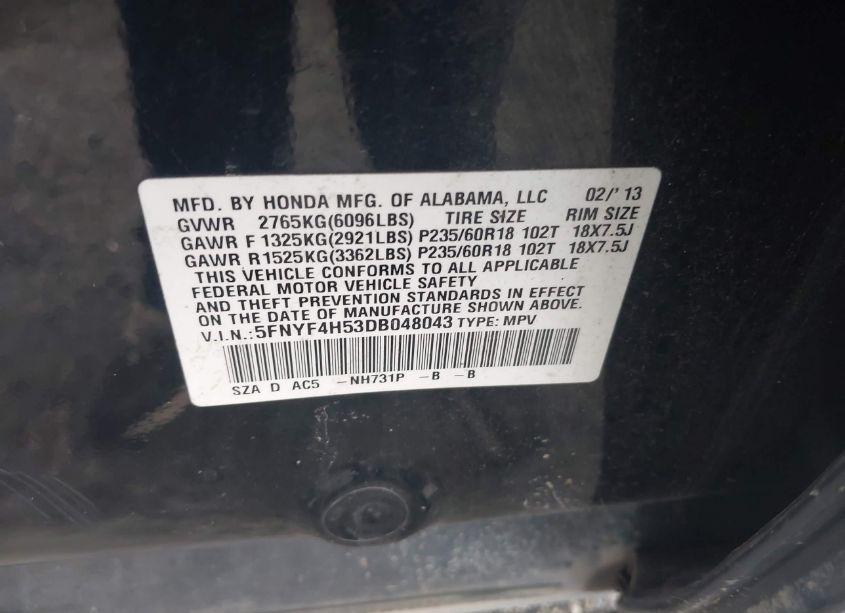 MFD. BY HONDA MFG. OF ALABAMA, LLC 02/' 13
GVWR 2765KG(6096LBS) TIRE SIZE RIM SIZE
GAWR F 1325KG(2921LBS) P235/60R18 102T 18X7.5J
GAWR R1525KG(3362LBS) P235/60R18 102T 18X7.5J
THIS VEHICLE CONFORMS TO ALL APPLICABLE
FEDERAL MOTOR VEHICLE SAFETY
AND THEFT PREVENTION STANDARDS IN EFFECT
ON THE DATE OF MANUFACTURE SHOWN ABOVE.
V.I.N.:5FNYF4H53DB048043 TYPE: MPV
SZA D AC5 -NH731P -B -B